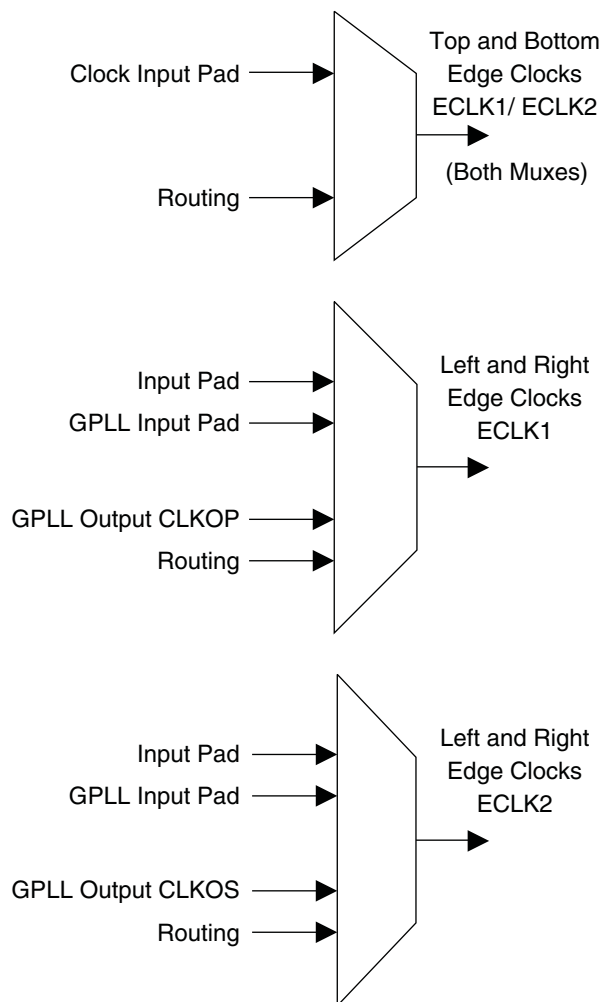 Clock Input Pad
Routing
Top and Bottom
Edge Clocks
ECLK1/ ECLK2
(Both Muxes)
Input Pad
GPLL Input Pad
GPLL Output CLKOP
Routing
Left and Right
Edge Clocks
ECLK1
Input Pad
GPLL Input Pad
GPLL Output CLKOS
Routing
Left and Right
Edge Clocks
ECLK2